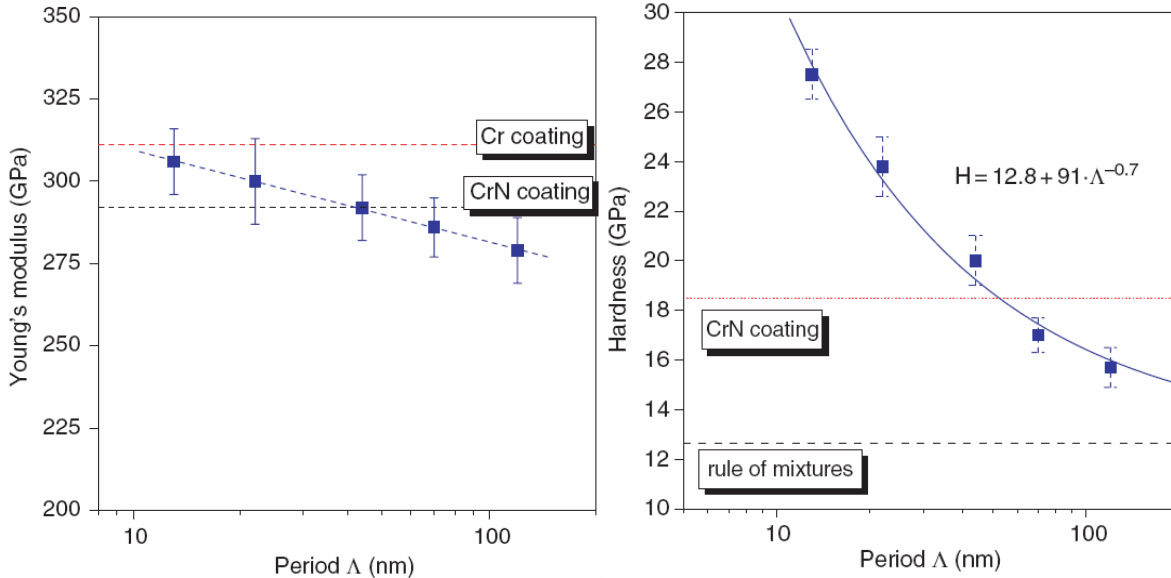 350
325
300
275
250
225
200
Young's modulus (GPa)
Cr coating
CrN coating
10
100
Period Λ (nm)
30
28
26
24
22
20
18
16
14
12
10
Hardness (GPa)
H = 12.8 + 91·Λ⁻⁰·⁷
CrN coating
rule of mixtures
10
100
Period Λ (nm)